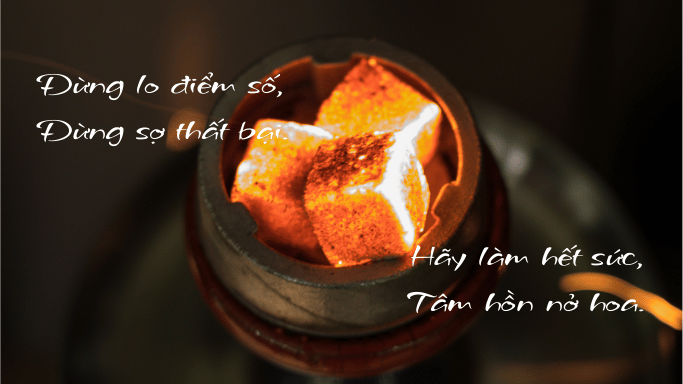 Đừng lo điểm số,
Đừng sợ thất bại.
Hãy làm hết sức,
Tâm hồn nở hoa.